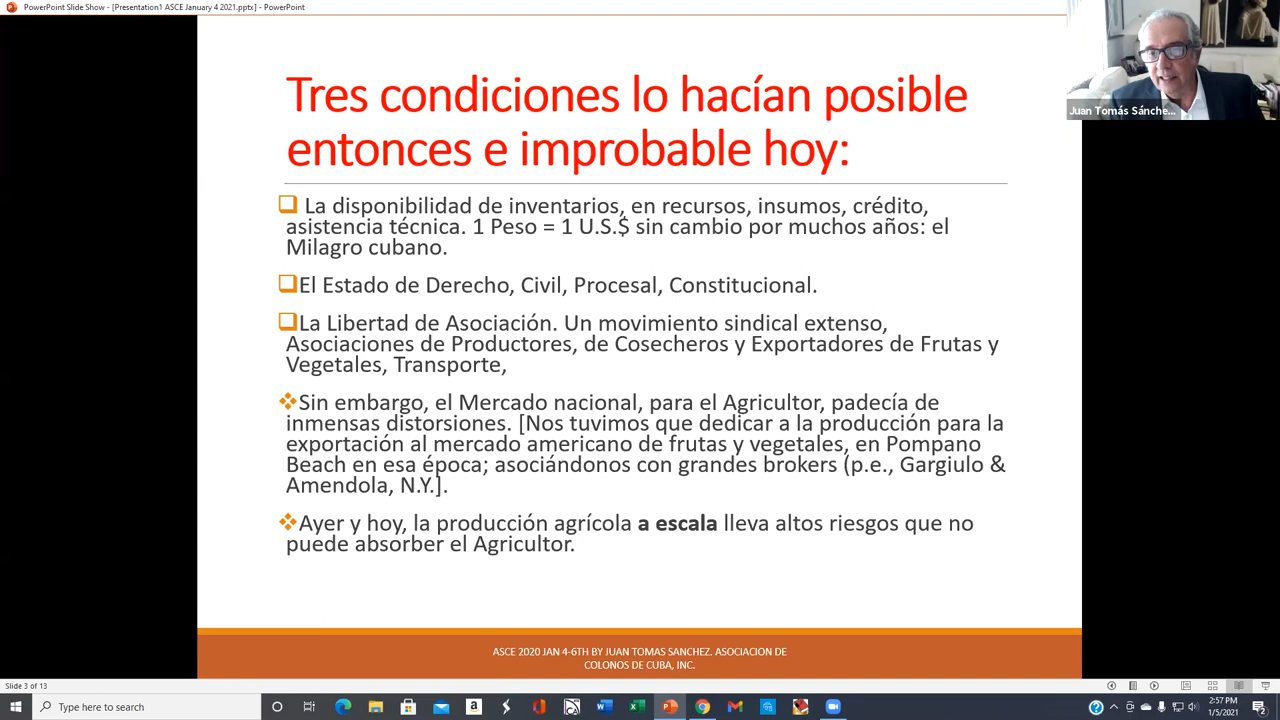 PowerPoint Slide Show - [Presentation1 ASCE January 4 2021.pptx] - PowerPoint
Juan Tomás Sánche...
Tres condiciones lo hacían posible
entonces e improbable hoy:
La disponibilidad de inventarios, en recursos, insumos, crédito,
asistencia técnica. 1 Peso = 1 U.S.$ sin cambio por muchos años: el
Milagro cubano.
El Estado de Derecho, Civil, Procesal, Constitucional.
La Libertad de Asociación. Un movimiento sindical extenso,
Asociaciones de Productores, de Cosecheros y Exportadores de Frutas y
Vegetales, Transporte,
Sin embargo, el Mercado nacional, para el Agricultor, padecía de
inmensas distorsiones. [Nos tuvimos que dedicar a la producción para la
exportación al mercado americano de frutas y vegetales, en Pompano
Beach en esa época; asociándonos con grandes brokers (p.e., Gargiulo &
Amendola, N.Y.].
Ayer y hoy, la producción agrícola a escala lleva altos riesgos que no
puede absorber el Agricultor.
ASCE 2020 JAN 4-6TH BY JUAN TOMAS SANCHEZ. ASOCIACION DE
COLONOS DE CUBA, INC.
Slide 3 of 13
Type here to search
2:57 PM
1/5/2021